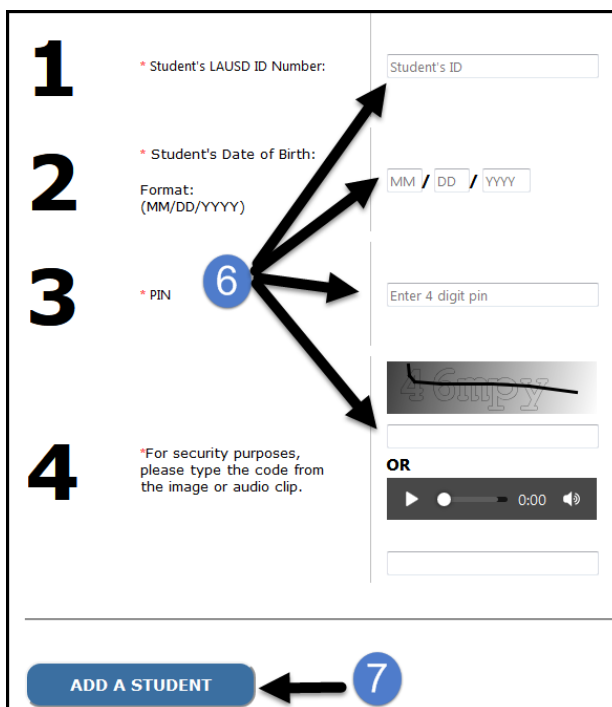 1
* Student's LAUSD ID Number:
Student's ID
2
* Student's Date of Birth:
Format:
(MM/DD/YYYY)
MM / DD / YYYY
3
* PIN
6
Enter 4 digit pin
46mpy
4
*For security purposes,
please type the code from
the image or audio clip.
OR
0:00
ADD A STUDENT
7